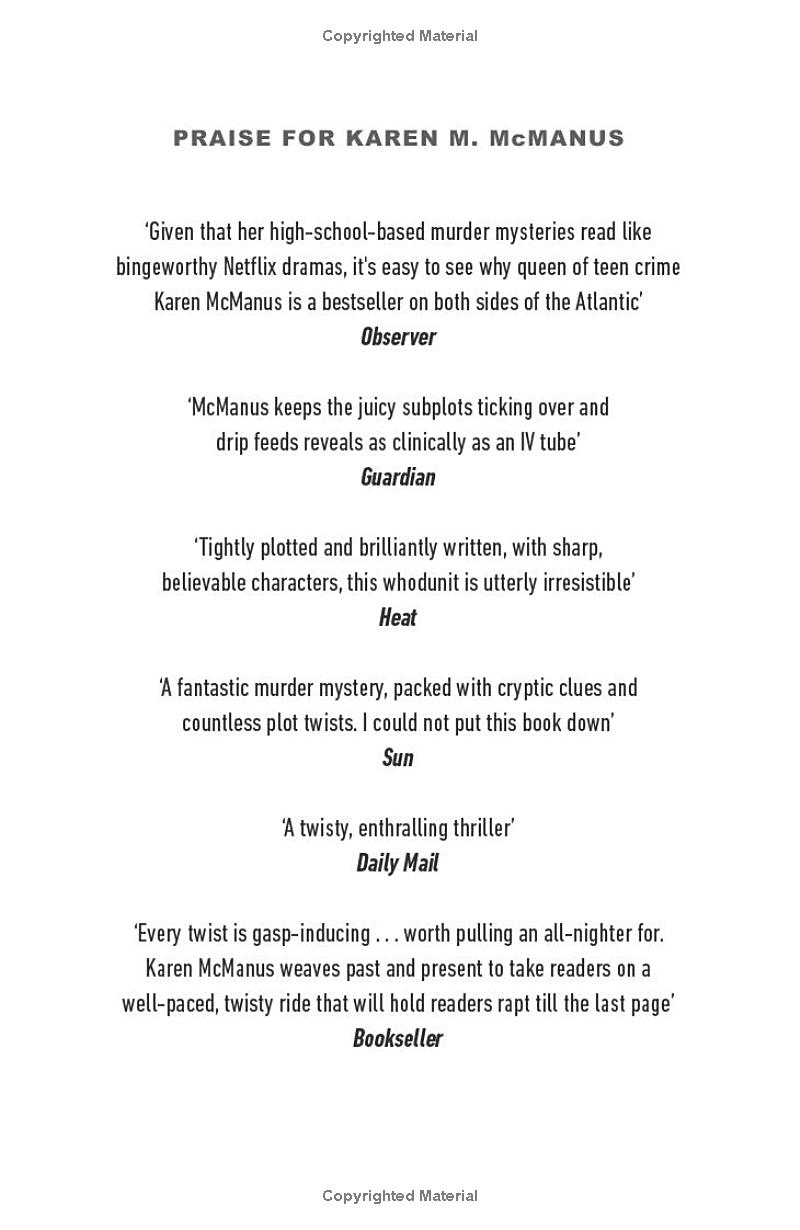 Copyrighted Material
PRAISE FOR KAREN M. McMANUS
‘Given that her high-school-based murder mysteries read like
bingeworthy Netflix dramas, it's easy to see why queen of teen crime
Karen McManus is a bestseller on both sides of the Atlantic’
Observer
‘McManus keeps the juicy subplots ticking over and
drip feeds reveals as clinically as an IV tube’
Guardian
‘Tightly plotted and brilliantly written, with sharp,
believable characters, this whodunit is utterly irresistible’
Heat
‘A fantastic murder mystery, packed with cryptic clues and
countless plot twists. I could not put this book down’
Sun
‘A twisty, enthralling thriller’
Daily Mail
‘Every twist is gasp-inducing . . . worth pulling an all-nighter for.
Karen McManus weaves past and present to take readers on a
well-paced, twisty ride that will hold readers rapt till the last page’
Bookseller
Copyrighted Material